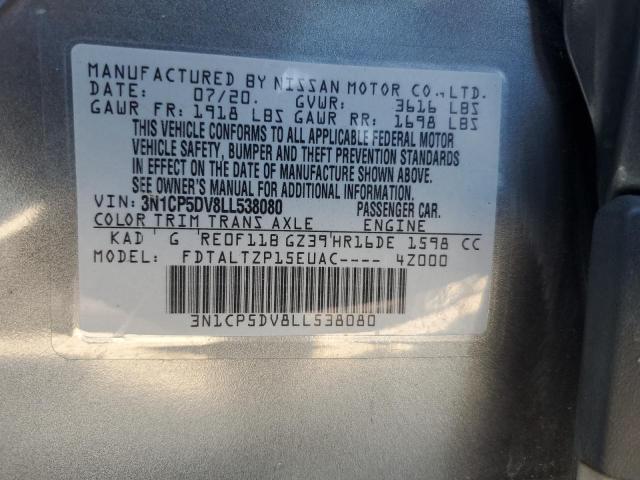 MANUFACTURED BY NISSAN MOTOR CO., LTD.
DATE: 07/20. GVWR: 3616 LBS
GAWR FR: 1918 LBS GAWR RR: 1698 LBS
THIS VEHICLE CONFORMS TO ALL APPLICABLE FEDERAL MOTOR
VEHICLE SAFETY, BUMPER AND THEFT PREVENTION STANDARDS
IN EFFECT ON THE DATE OF MANUFACTURE SHOWN ABOVE.
SEE OWNER'S MANUAL FOR ADDITIONAL INFORMATION.
VIN: 3N1CP5DV8LL538080 PASSENGER CAR.
COLOR TRIM TRANS AXLE ENGINE
KAD G RE0F11B GZ39 HR16DE 1598 CC
MODEL: FDTALTZP15EUAC---- 4Z000
3N1CP5DV8LL538080